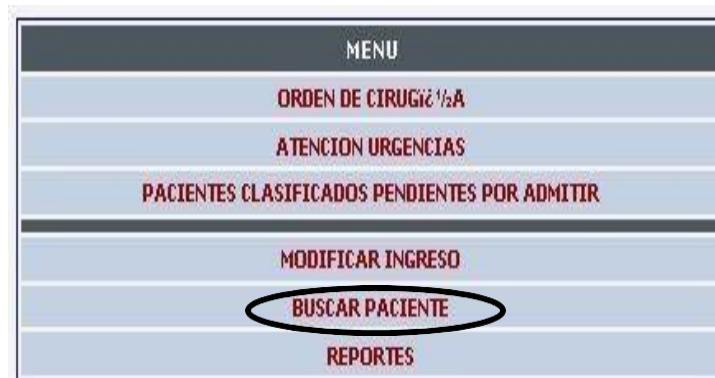 MENU
ORDEN DE CIRUGï¿½A
ATENCION URGENCIAS
PACIENTES CLASIFICADOS PENDIENTES POR ADMITIR
MODIFICAR INGRESO
BUSCAR PACIENTE
REPORTES